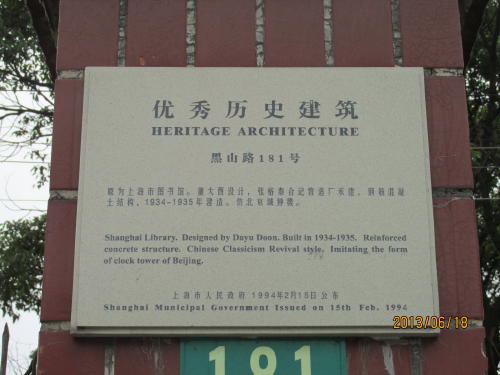 优秀历史建筑
HERITAGE ARCHITECTURE
黑山路181号
原为上海市图书馆。董大酉设计，张裕泰合记营造厂承建，钢筋混凝
土结构，1934-1935年建造。仿北京鼓钟楼。
Shanghai Library. Designed by Dayu Doon. Built in 1934-1935. Reinforced
concrete structure. Chinese Classicism Revival style. Imitating the form
of clock tower of Beijing.
上海市人民政府 1994年2月15日公布
Shanghai Municipal Government Issued on 15th Feb. 1994
2013/06/18
181